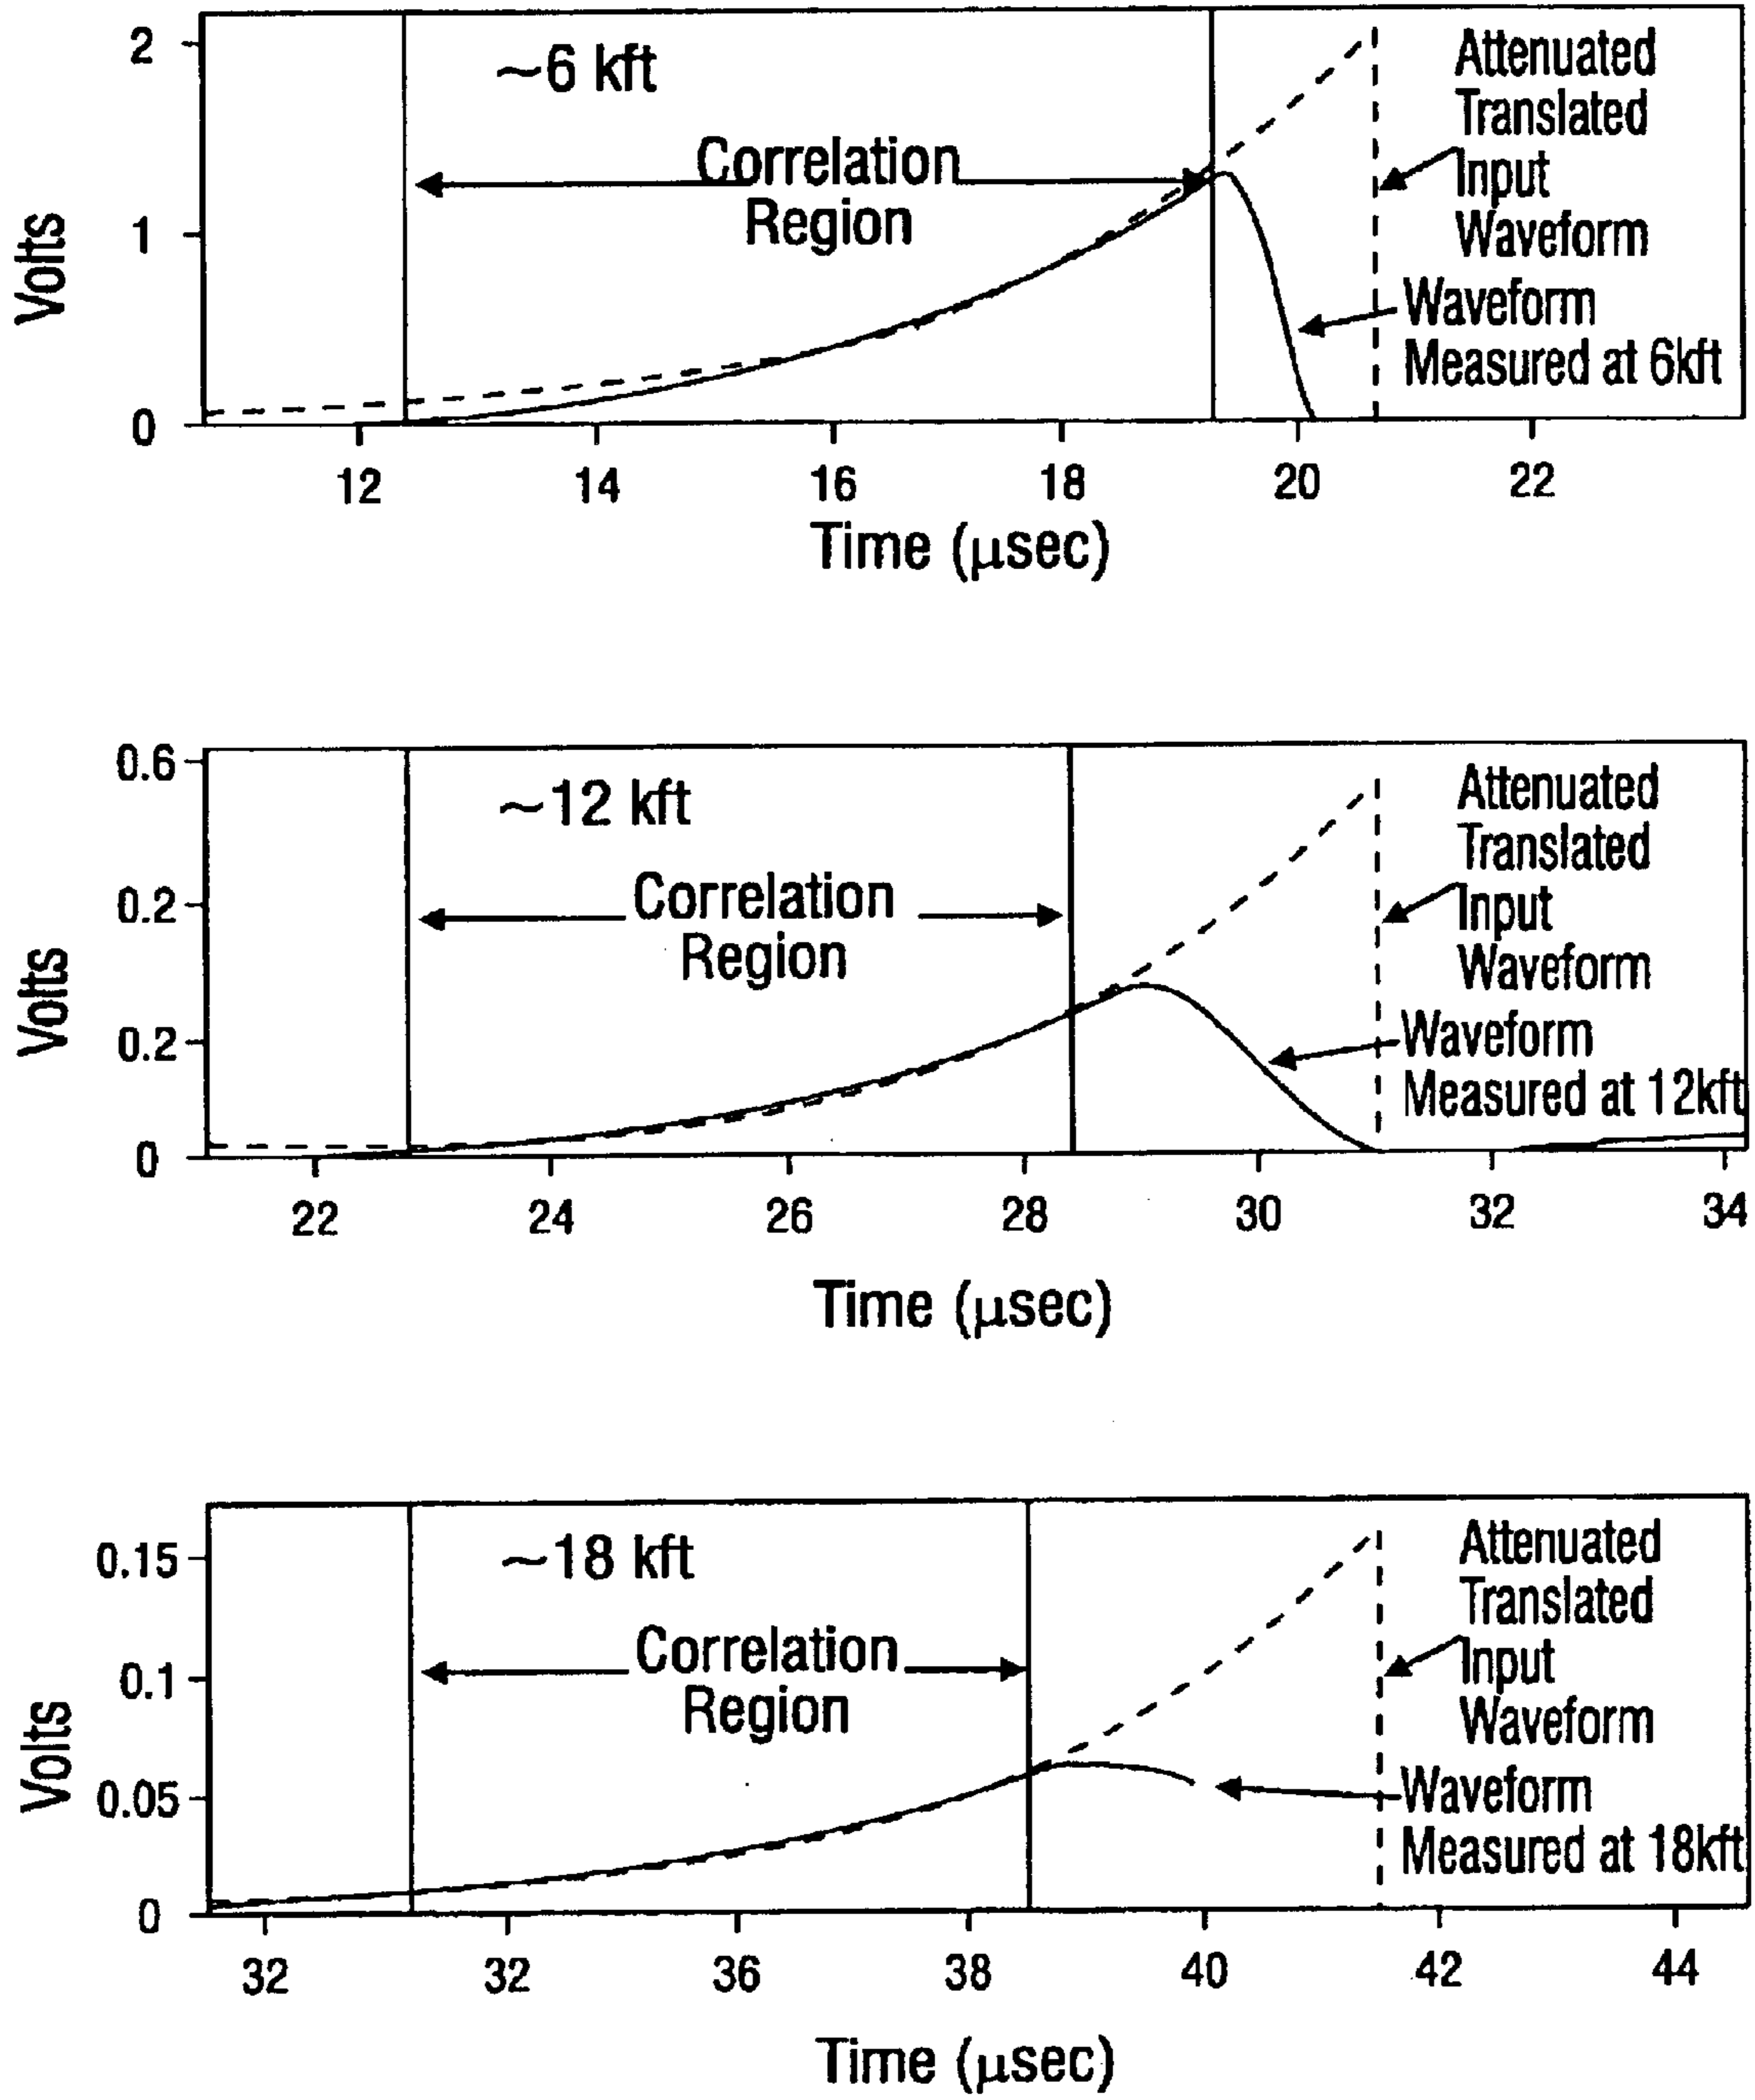 2
1
0
Volts
~6 kft
Correlation
Region
Attenuated
Translated
Input
Waveform
Waveform
Measured at 6kft
12 14 16 18 20 22
Time (μsec)
0.6
0.2
0.2
0
Volts
~12 kft
Correlation
Region
Attenuated
Translated
Input
Waveform
Waveform
Measured at 12kft
22 24 26 28 30 32 34
Time (μsec)
0.15
0.1
0.05
0
Volts
~18 kft
Correlation
Region
Attenuated
Translated
Input
Waveform
Waveform
Measured at 18kft
32 32 36 38 40 42 44
Time (μsec)